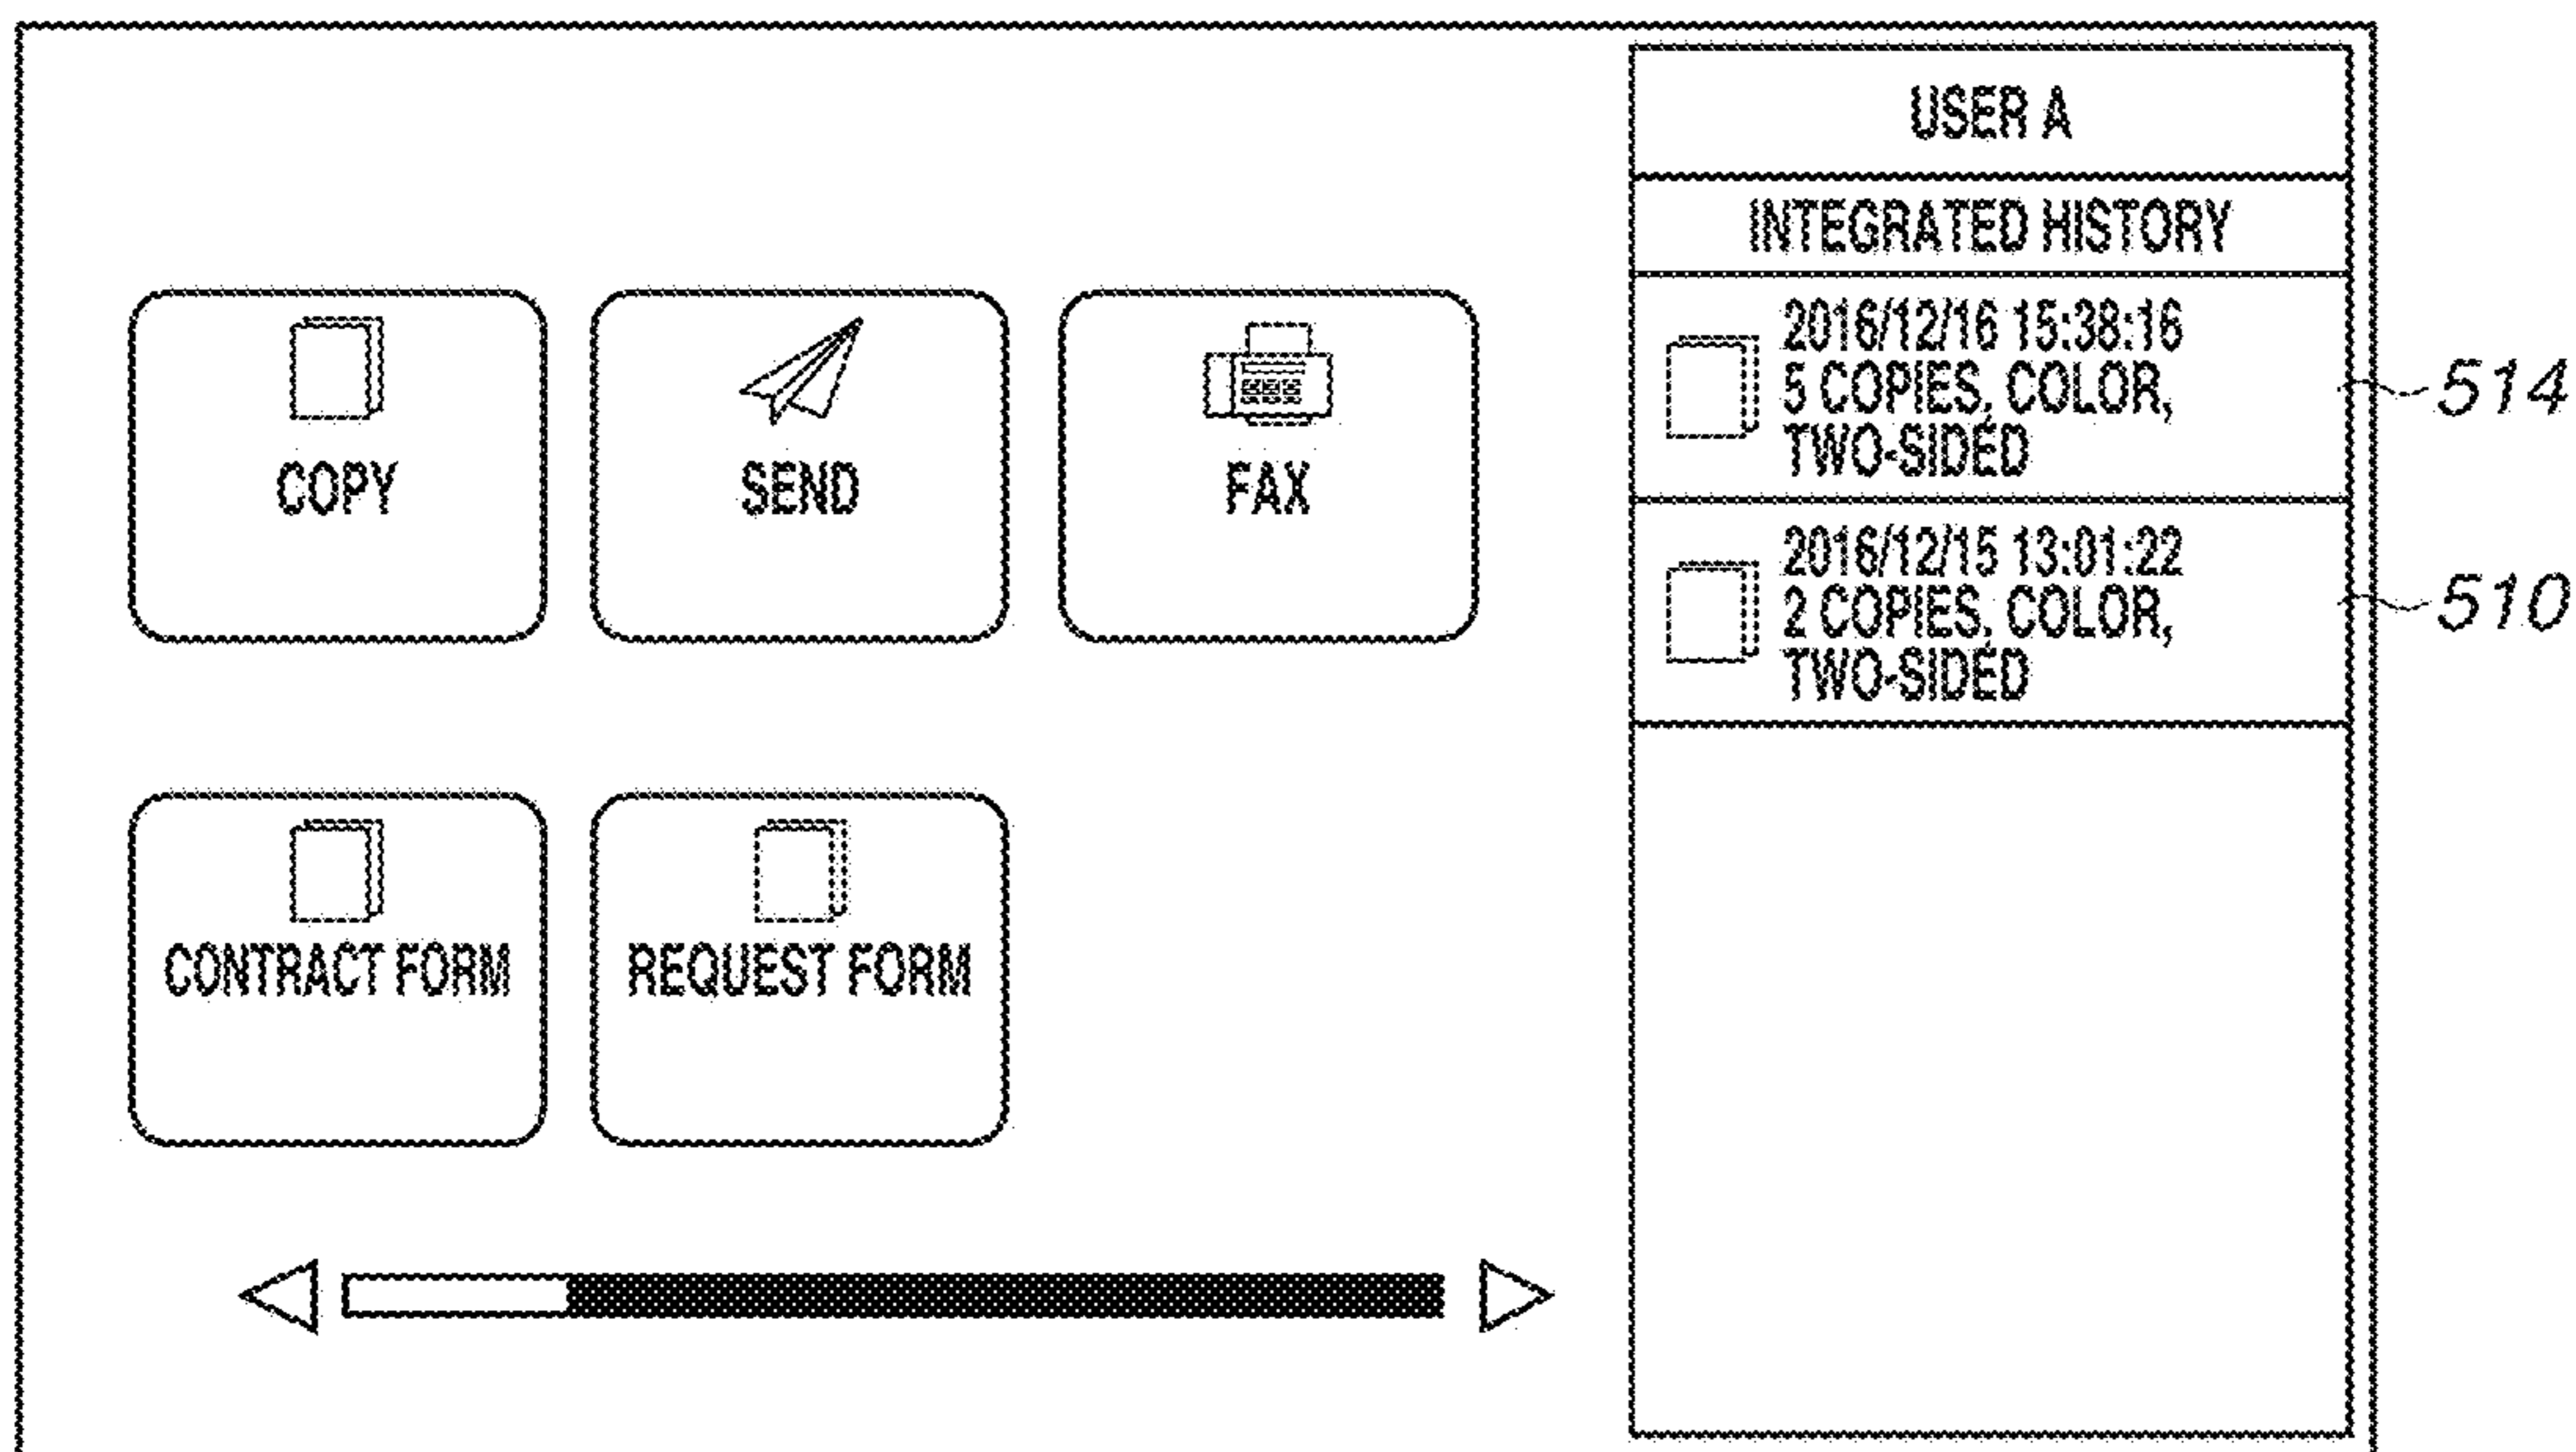 USER A
INTEGRATED HISTORY
2016/12/16 15:38:16
5 COPIES, COLOR,
TWO-SIDED
514
2016/12/15 13:01:22
2 COPIES, COLOR,
TWO-SIDED
510
COPY
SEND
FAX
CONTRACT FORM
REQUEST FORM